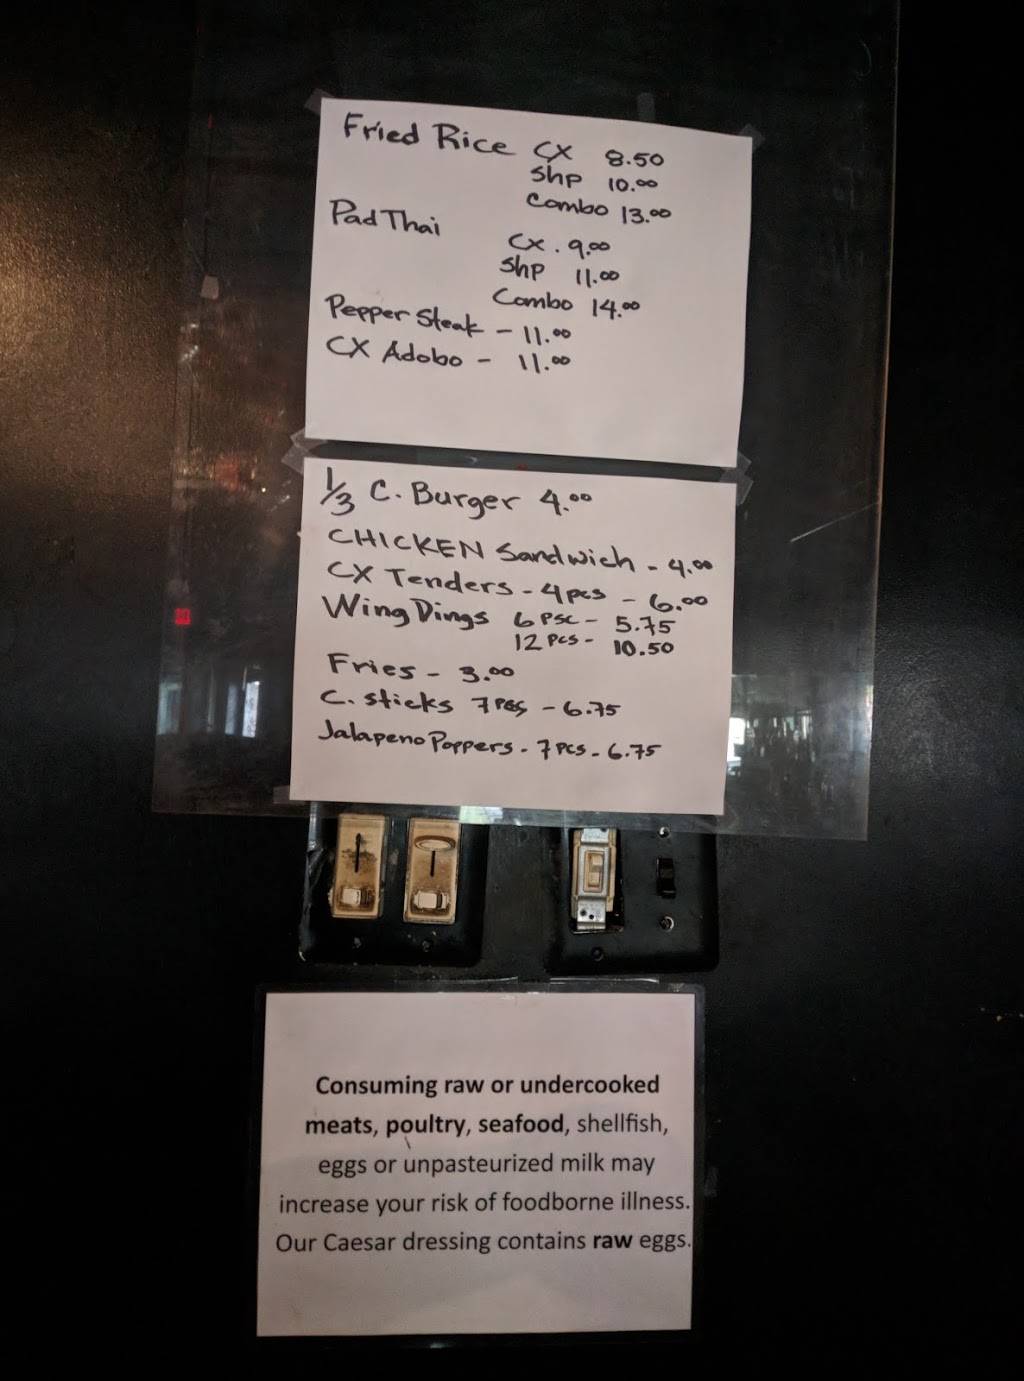 Fried Rice CX 8.50
Shp 10.00
Combo 13.00
Pad Thai
CX. 9.00
Shp 11.00
Combo 14.00
Pepper Steak - 11.00
CX Adobo - 11.00
1/3 C. Burger 4.00
CHICKEN Sandwich - 4.00
CX Tenders - 4pcs - 6.00
Wing Dings 6 PSC - 5.75
12 Pcs - 10.50
Fries - 3.00
C. sticks 7 PCS - 6.75
Jalapeno Poppers - 7 PCS - 6.75
Consuming raw or undercooked
meats, poultry, seafood, shellfish,
eggs or unpasteurized milk may
increase your risk of foodborne illness.
Our Caesar dressing contains raw eggs.